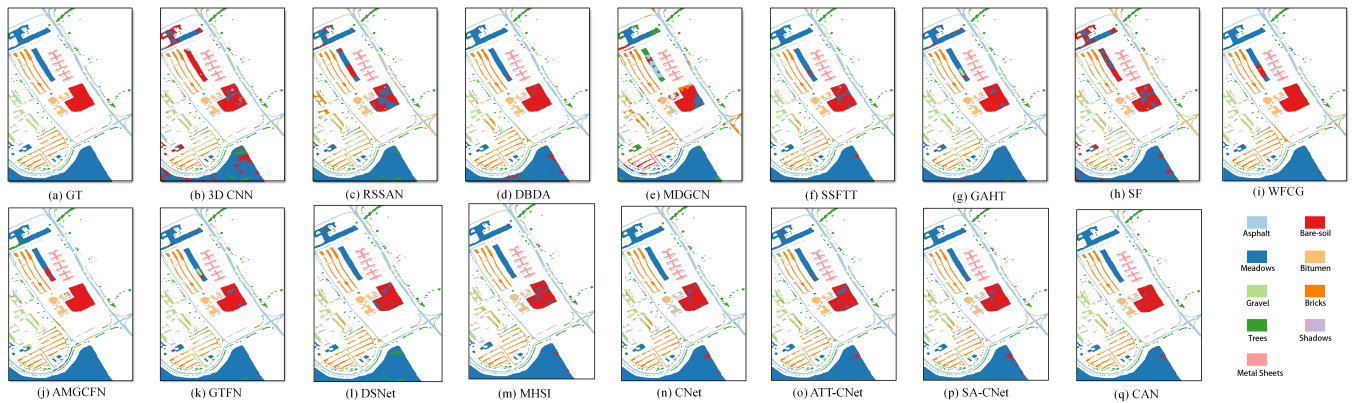 (a) GT
(b) 3D CNN
(c) RSSAN
(d) DBDA
(e) MDGCN
(f) SSFTT
(g) GAHT
(h) SF
(i) WFCG
Asphalt
Bare-soil
Meadows
Bitumen
Gravel
Bricks
Trees
Shadows
Metal Sheets
(j) AMGCFN
(k) GTFN
(l) DSNet
(m) MHSI
(n) CNet
(o) ATT-CNet
(p) SA-CNet
(q) CAN